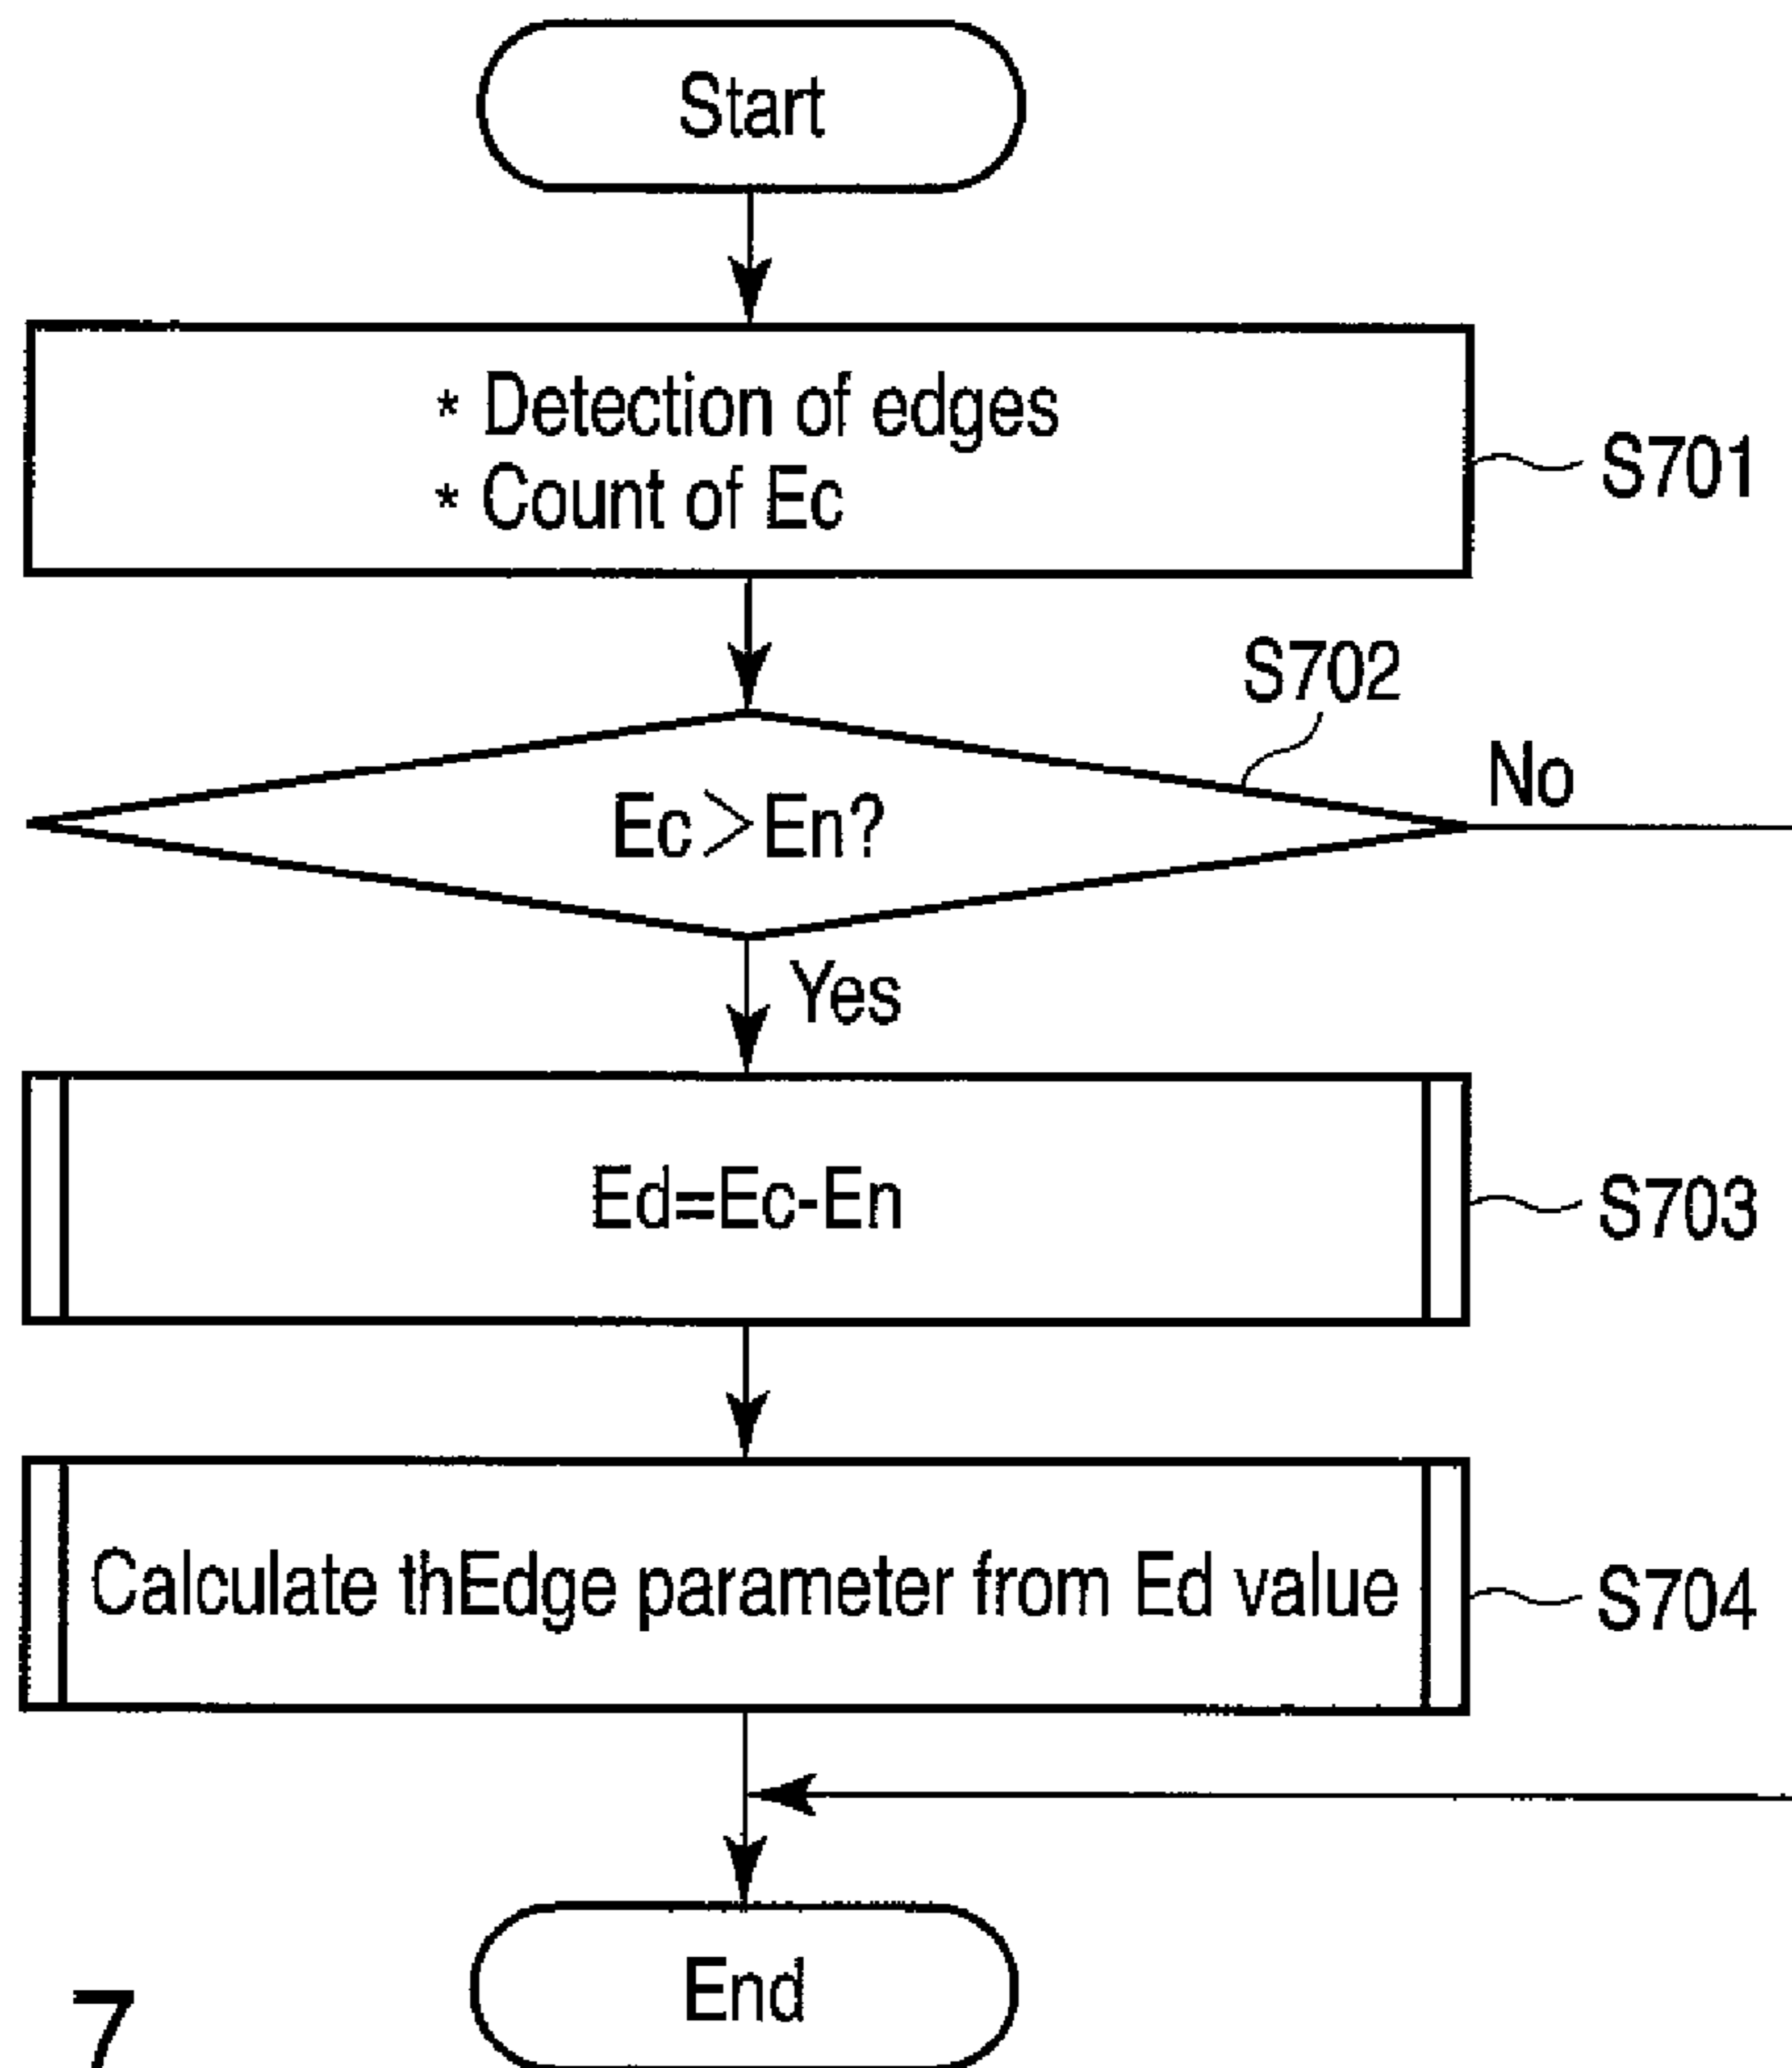 Start
* Detection of edges
* Count of Ec
S701
S702
Ec>En?
No
Yes
Ed=Ec-En
S703
Calculate thEdge parameter from Ed value
S704
End
7